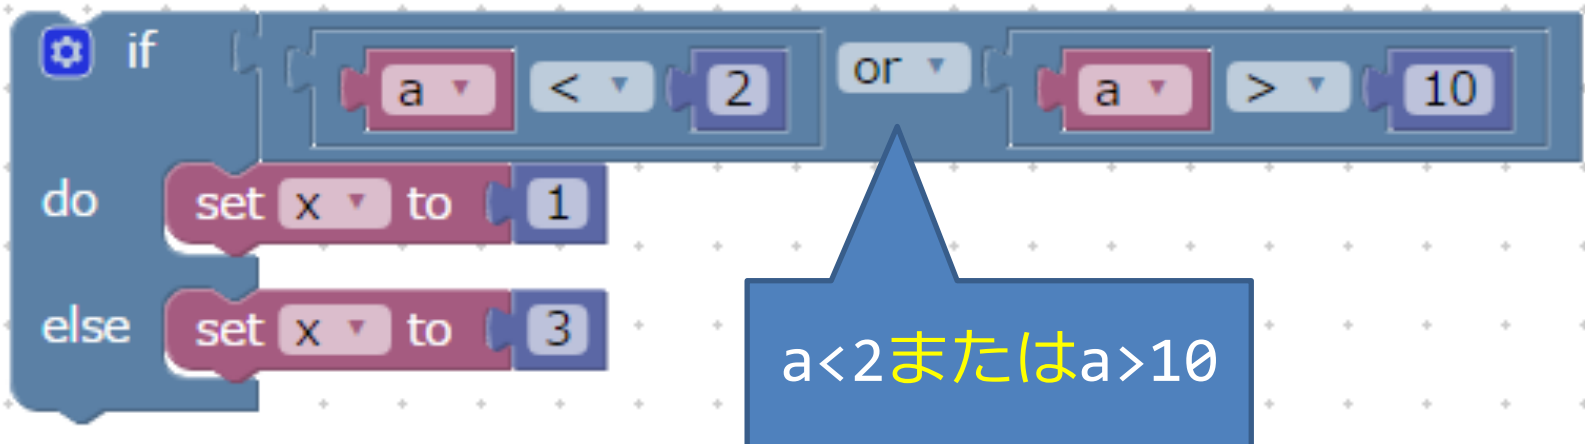 if a < 2 or a > 10
do set x to 1
else set x to 3
a<2またはa>10